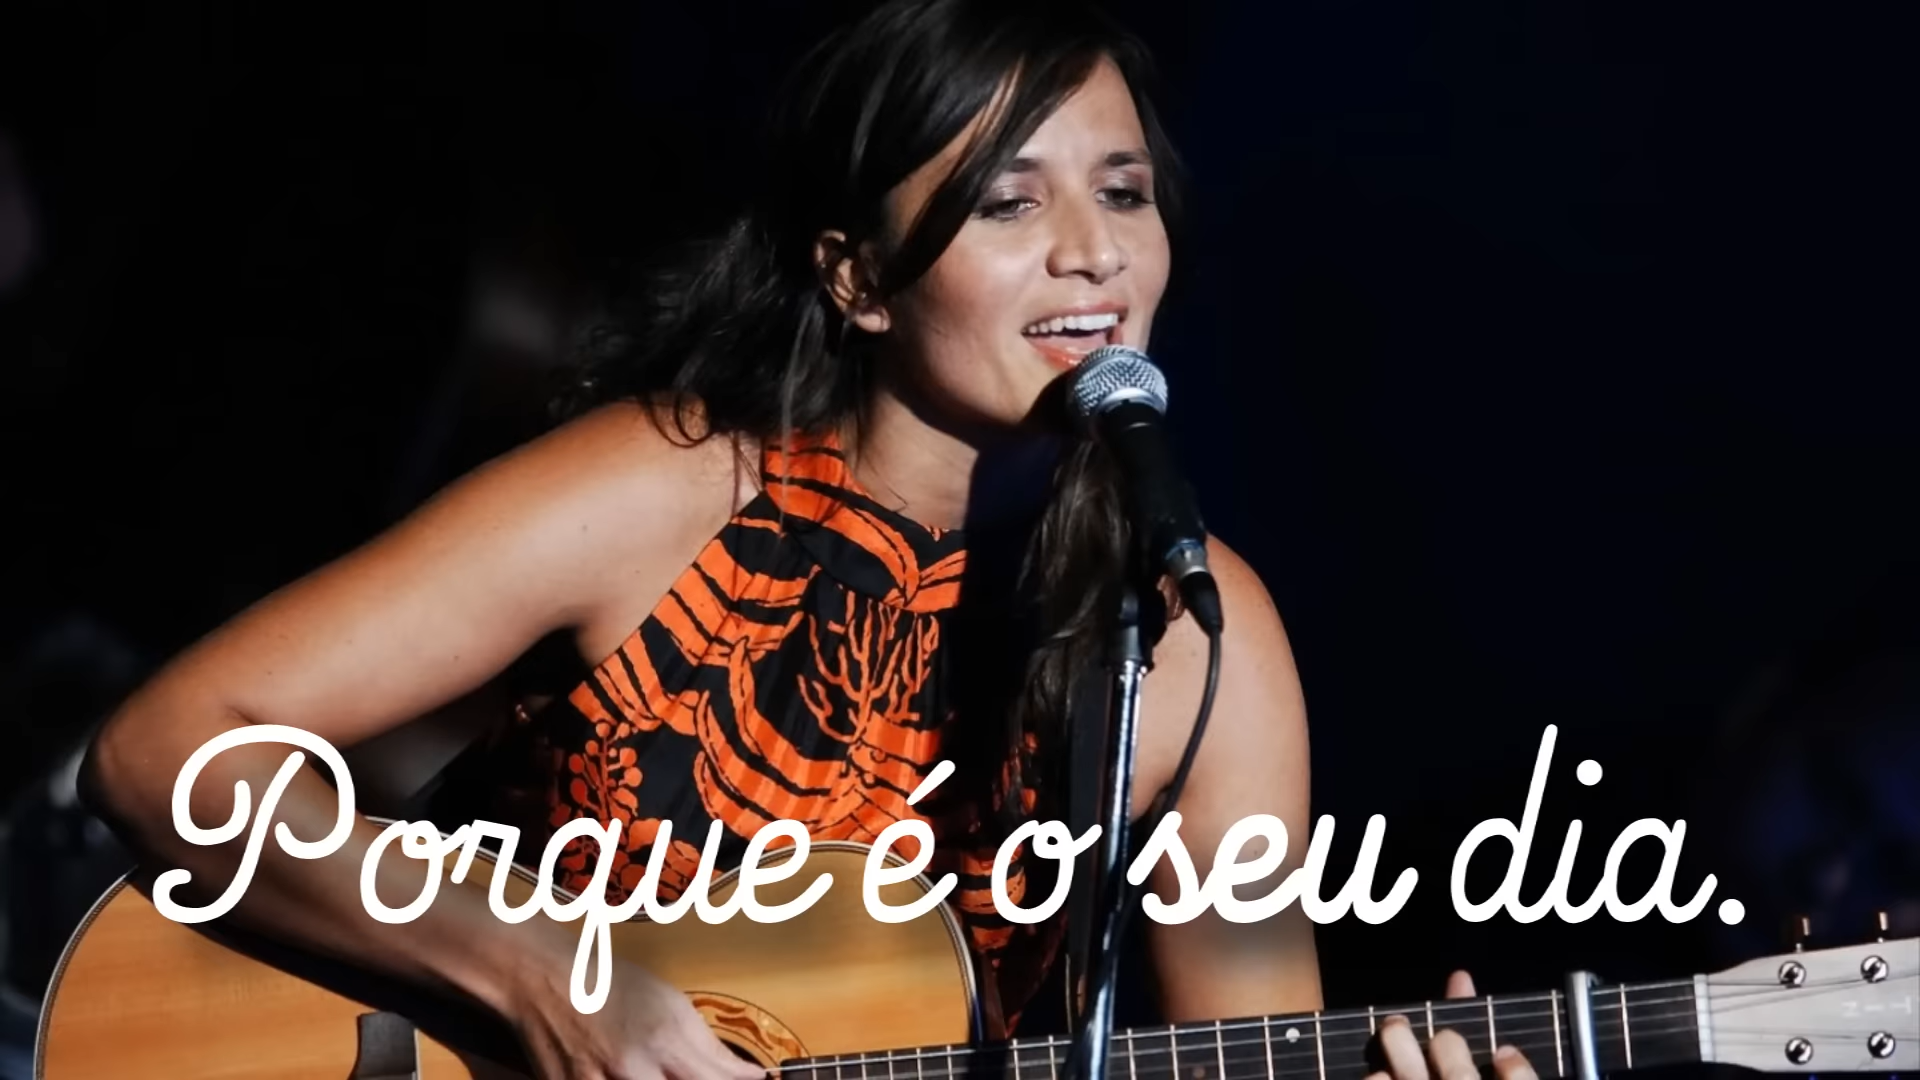 Porque é o seu dia.